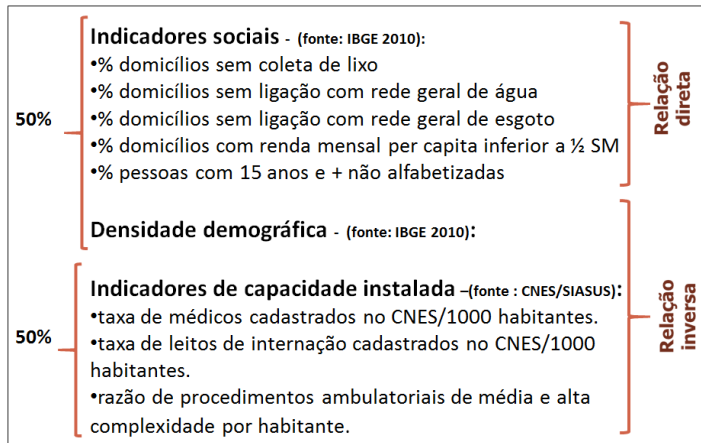 Indicadores sociais - (fonte: IBGE 2010):
•% domicílios sem coleta de lixo
•% domicílios sem ligação com rede geral de água
50%
•% domicílios sem ligação com rede geral de esgoto
•% domicílios com renda mensal per capita inferior a ½ SM
•% pessoas com 15 anos e + não alfabetizadas
Relação
direta
Densidade demográfica - (fonte: IBGE 2010):
Indicadores de capacidade instalada –(fonte : CNES/SIASUS):
•taxa de médicos cadastrados no CNES/1000 habitantes.
50%
•taxa de leitos de internação cadastrados no CNES/1000
habitantes.
•razão de procedimentos ambulatoriais de média e alta
complexidade por habitante.
Relação
inversa